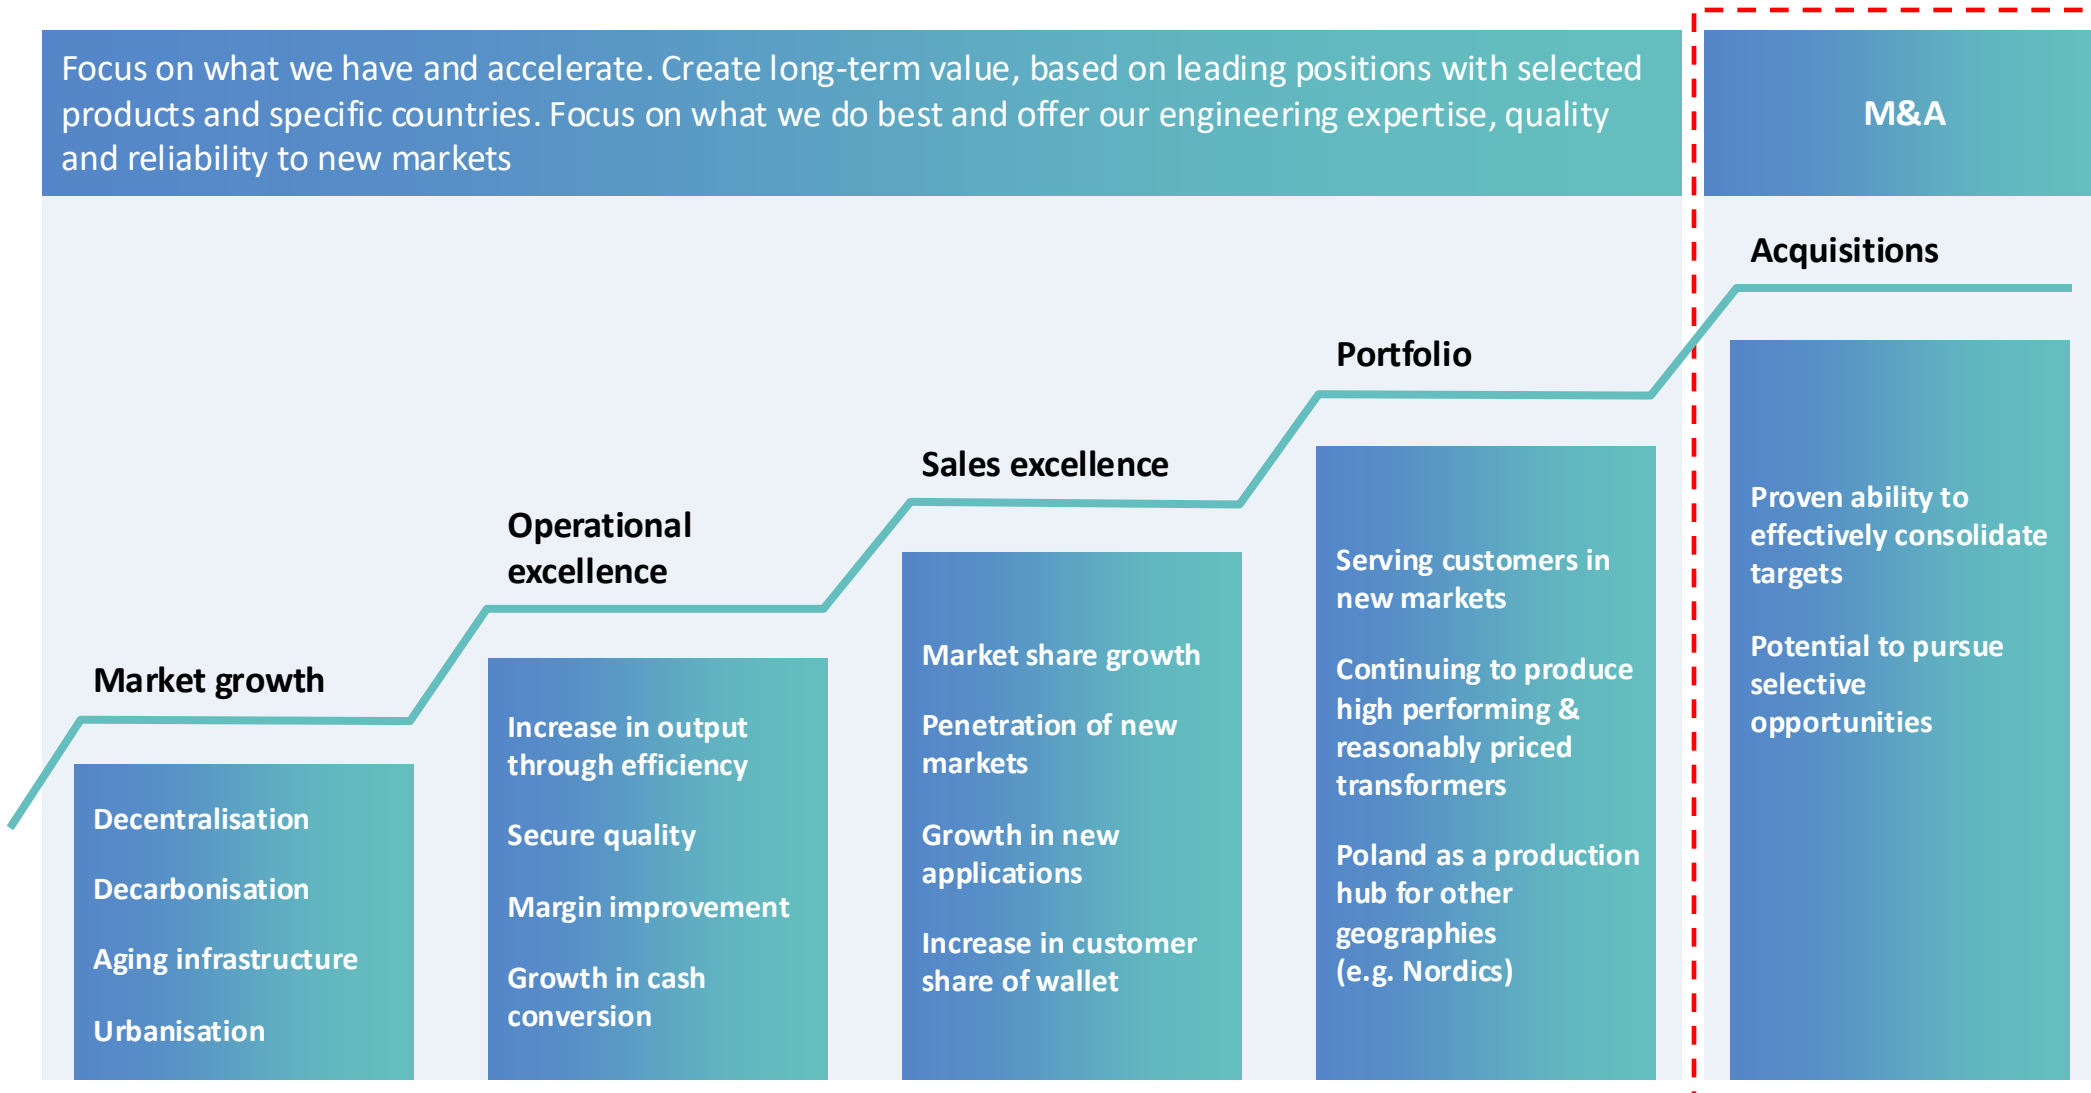 Focus on what we have and accelerate. Create long-term value, based on leading positions with selected
products and specific countries. Focus on what we do best and offer our engineering expertise, quality
and reliability to new markets
M&A
Market growth
Decentralisation
Decarbonisation
Aging infrastructure
Urbanisation
Operational
excellence
Increase in output
through efficiency
Secure quality
Margin improvement
Growth in cash
conversion
Sales excellence
Market share growth
Penetration of new
markets
Growth in new
applications
Increase in customer
share of wallet
Portfolio
Serving customers in
new markets
Continuing to produce
high performing &
reasonably priced
transformers
Poland as a production
hub for other
geographies
(e.g. Nordics)
Acquisitions
Proven ability to
effectively consolidate
targets
Potential to pursue
selective
opportunities